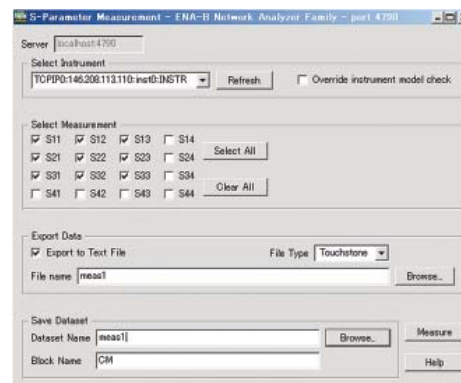 S-Parameter Measurement - ENA-B Network Analyzer Family - port 4790
Server localhost:4790
Select Instrument
TCPIP0:146.208.113.110:inst0:INSTR Refresh Override instrument model check
Select Measurement
S11 S12 S13 S14
S21 S22 S23 S24 Select All
S31 S32 S33 S34
S41 S42 S43 S44 Clear All
Export Data
Export to Text File File Type Touchstone
File name meas1 Browse...
Save Dataset
Dataset Name meas1 Browse... Measure
Block Name CM Help